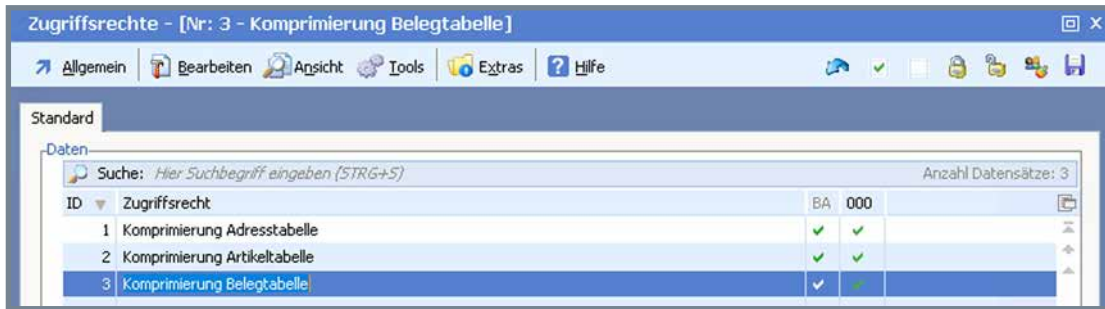 Zugriffsrechte - [Nr: 3 - Komprimierung Belegtabelle]
Allgemein Bearbeiten Ansicht Tools Extras Hilfe
Standard
Daten
Suche: Hier Suchbegriff eingeben (STRG+S) Anzahl Datensätze: 3
ID Zugriffsrecht BA 000
1 Komprimierung Adresstabelle
2 Komprimierung Artikeltabelle
3 Komprimierung Belegtabelle